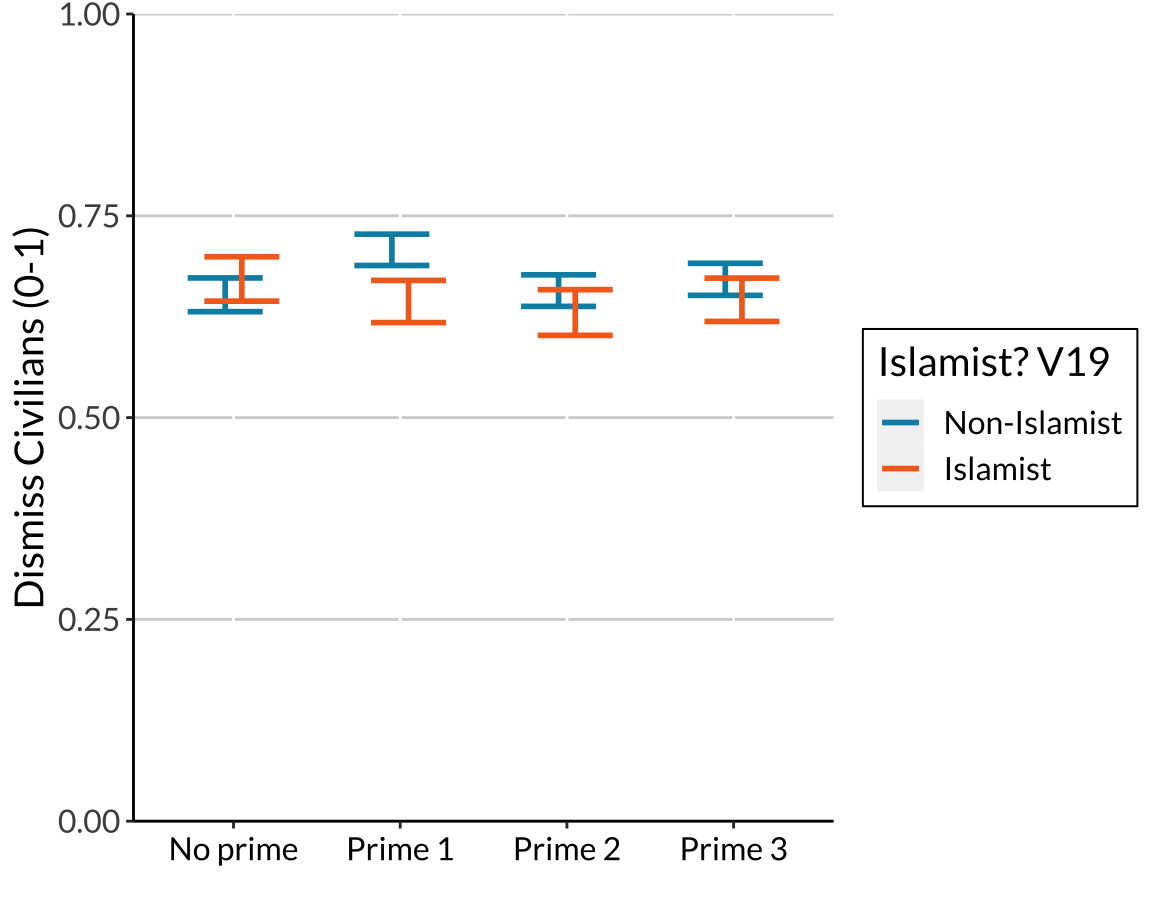 1.00
0.75
0.50
0.25
0.00
Dismiss Civilians (0-1)
No prime
Prime 1
Prime 2
Prime 3
Islamist? V19
Non-Islamist
Islamist